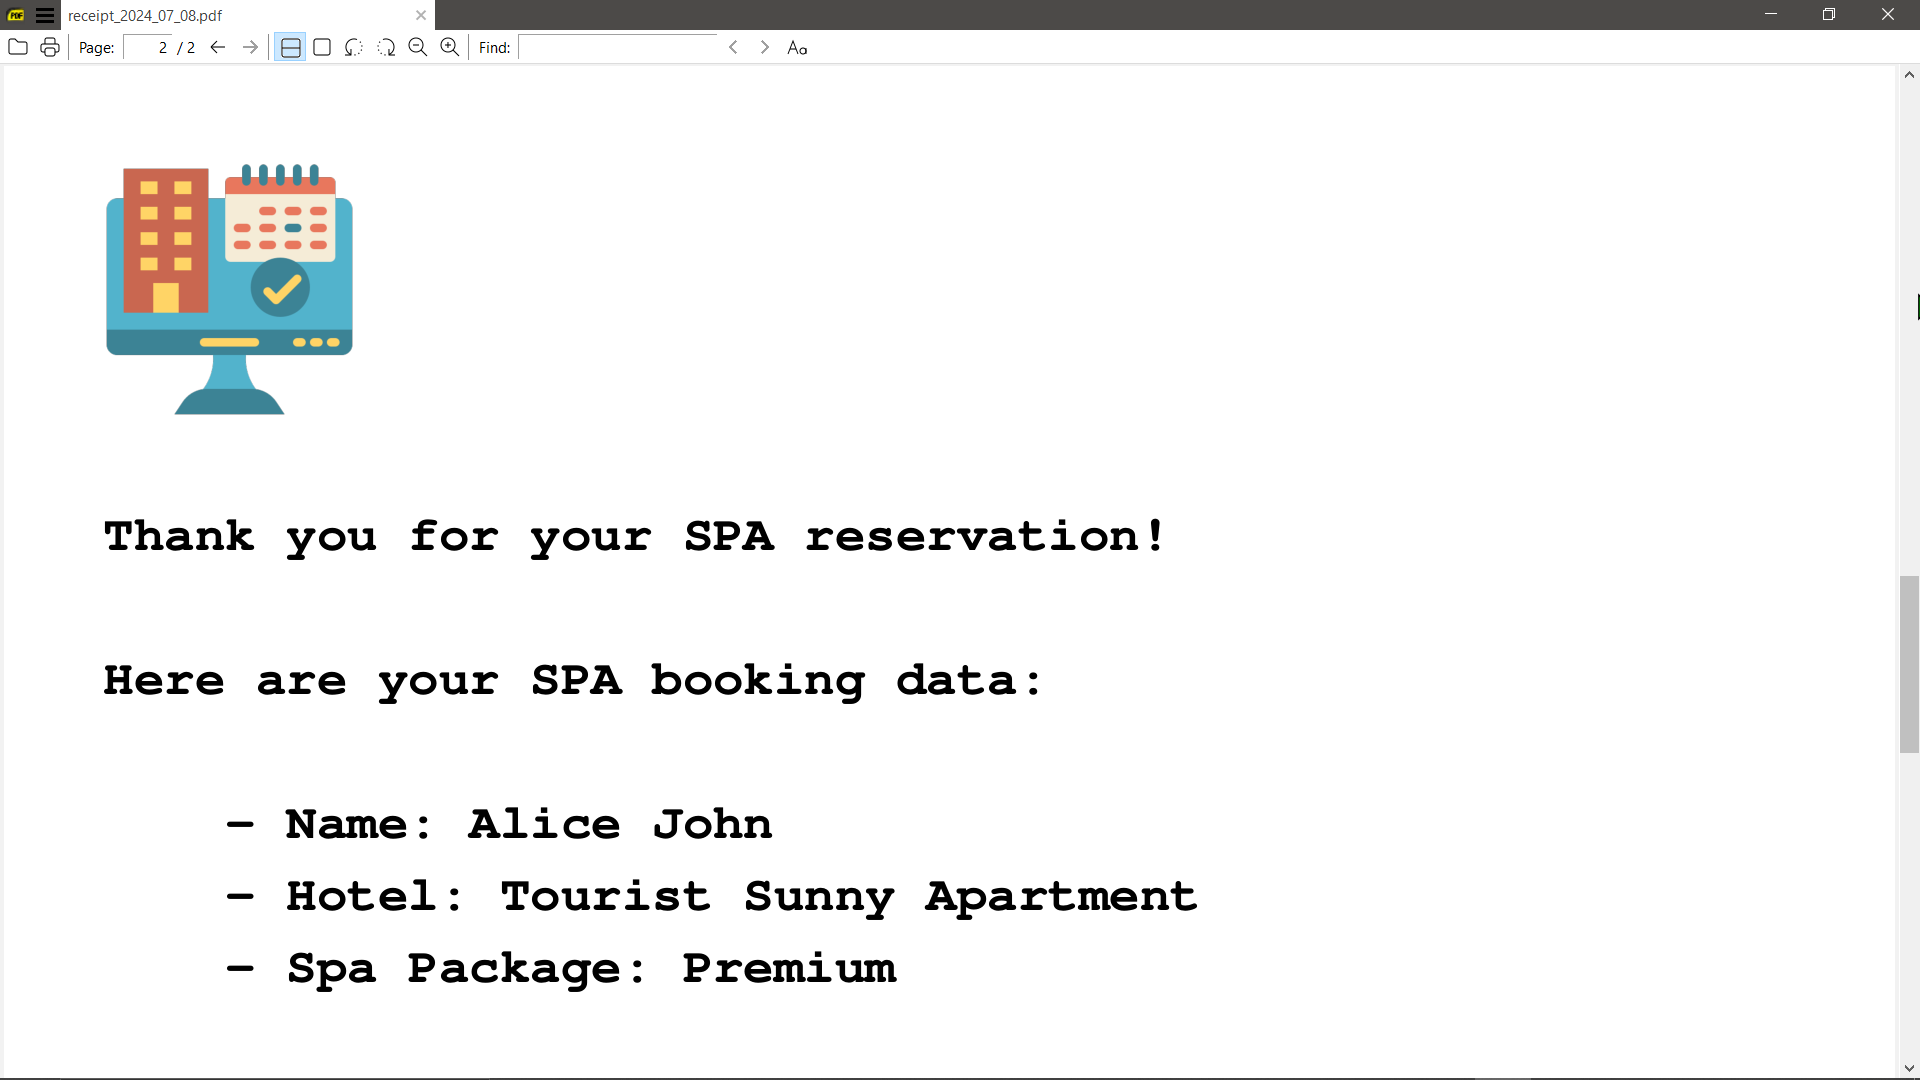 receipt_2024_07_08.pdf
Page: 2 / 2 Find: Aa
Thank you for your SPA reservation!
Here are your SPA booking data:
- Name: Alice John
- Hotel: Tourist Sunny Apartment
- Spa Package: Premium